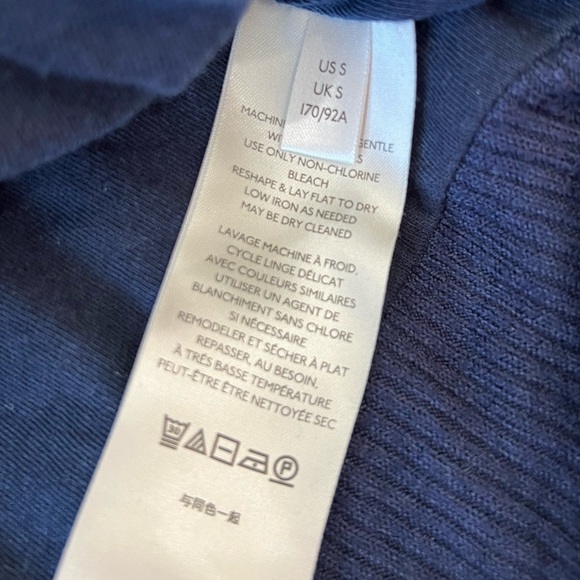 US S
UK S
170/92A
MACHIN
GENTLE
WI
S
USE ONLY NON-CHLORINE
BLEACH
RESHAPE & LAY FLAT TO DRY
LOW IRON AS NEEDED
MAY BE DRY CLEANED
LAVAGE MACHINE À FROID,
CYCLE LINGE DÉLICAT
AVEC COULEURS SIMILAIRES
UTILISER UN AGENT DE
BLANCHIMENT SANS CHLORE
SI NÉCESSAIRE
REMODELER ET SÉCHER À PLAT
REPASSER, AU BESOIN,
À TRÈS BASSE TEMPÉRATURE
PEUT-ÊTRE ÊTRE NETTOYÉE SEC
30
P
与同色一起